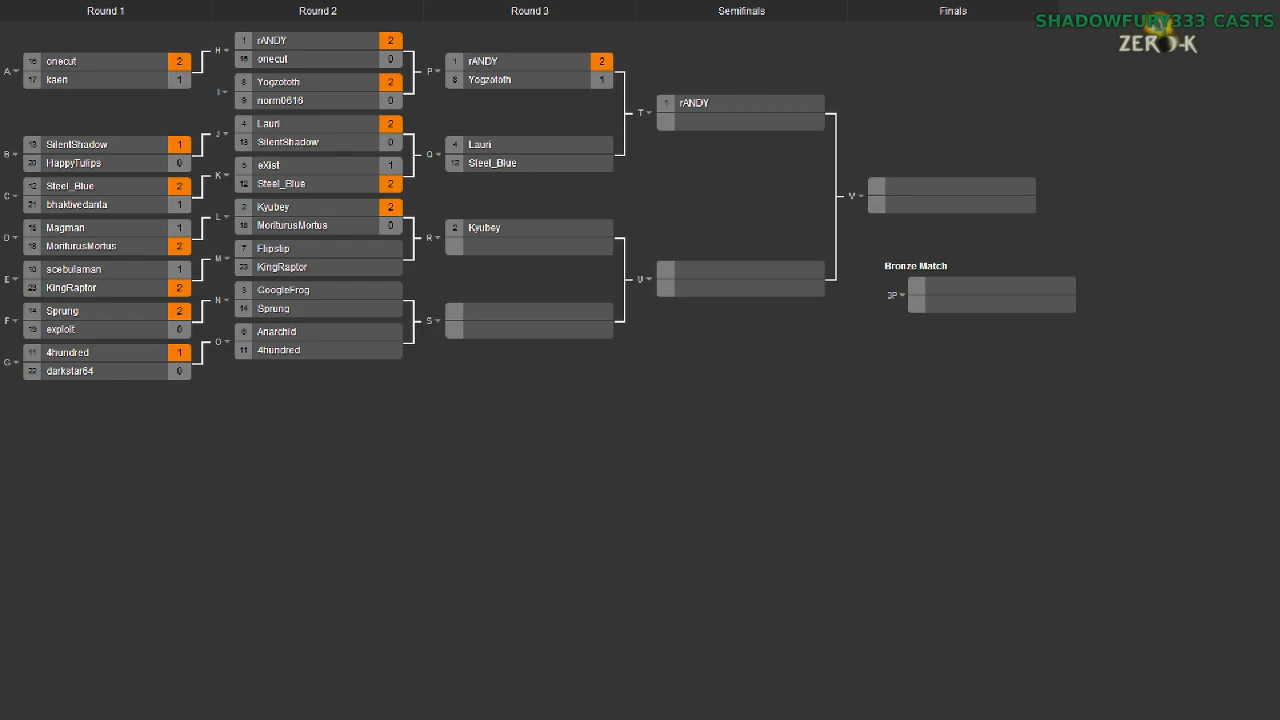 Round 1
Round 2
Round 3
Semifinals
Finals
SHADOWFURY333 CASTS
ZERO-K
A
16 onecut 2
17 kaen 1
B
13 SilentShadow 1
20 HappyTulips 0
C
12 Steel_Blue 2
21 bhaktivedanta 1
D
15 Magman 1
18 MoriturusMortus 2
E
10 scebulaman 1
23 KingRaptor 2
F
14 Sprung 2
19 exploit 0
G
11 4hundred 1
22 darkstar64 0
H
1 rANDY 2
16 onecut 0
I
8 Yogzototh 2
9 norm0616 0
J
4 Lauri 2
13 SilentShadow 0
K
5 eXist 1
12 Steel_Blue 2
L
2 Kyubey 2
18 MoriturusMortus 0
M
7 Flipstip
23 KingRaptor
N
3 GoogleFrog
14 Sprung
O
6 Anarchid
11 4hundred
P
1 rANDY 2
8 Yogzototh 1
Q
4 Lauri
12 Steel_Blue
R
2 Kyubey
S
T
1 rANDY
U
V
Bronze Match
3P